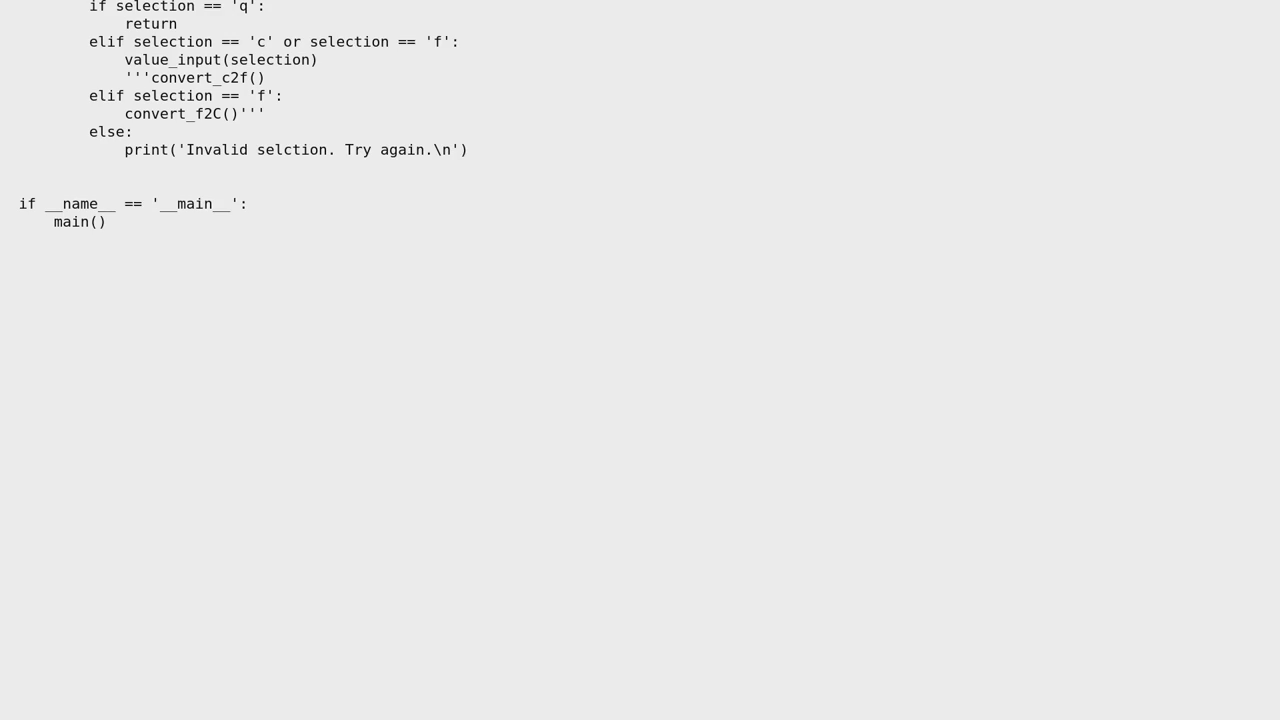 if selection == 'q':
            return
        elif selection == 'c' or selection == 'f':
            value_input(selection)
            '''convert_c2f()
        elif selection == 'f':
            convert_f2C()'''
        else:
            print('Invalid selction. Try again.\n')
if __name__ == '__main__':
    main()